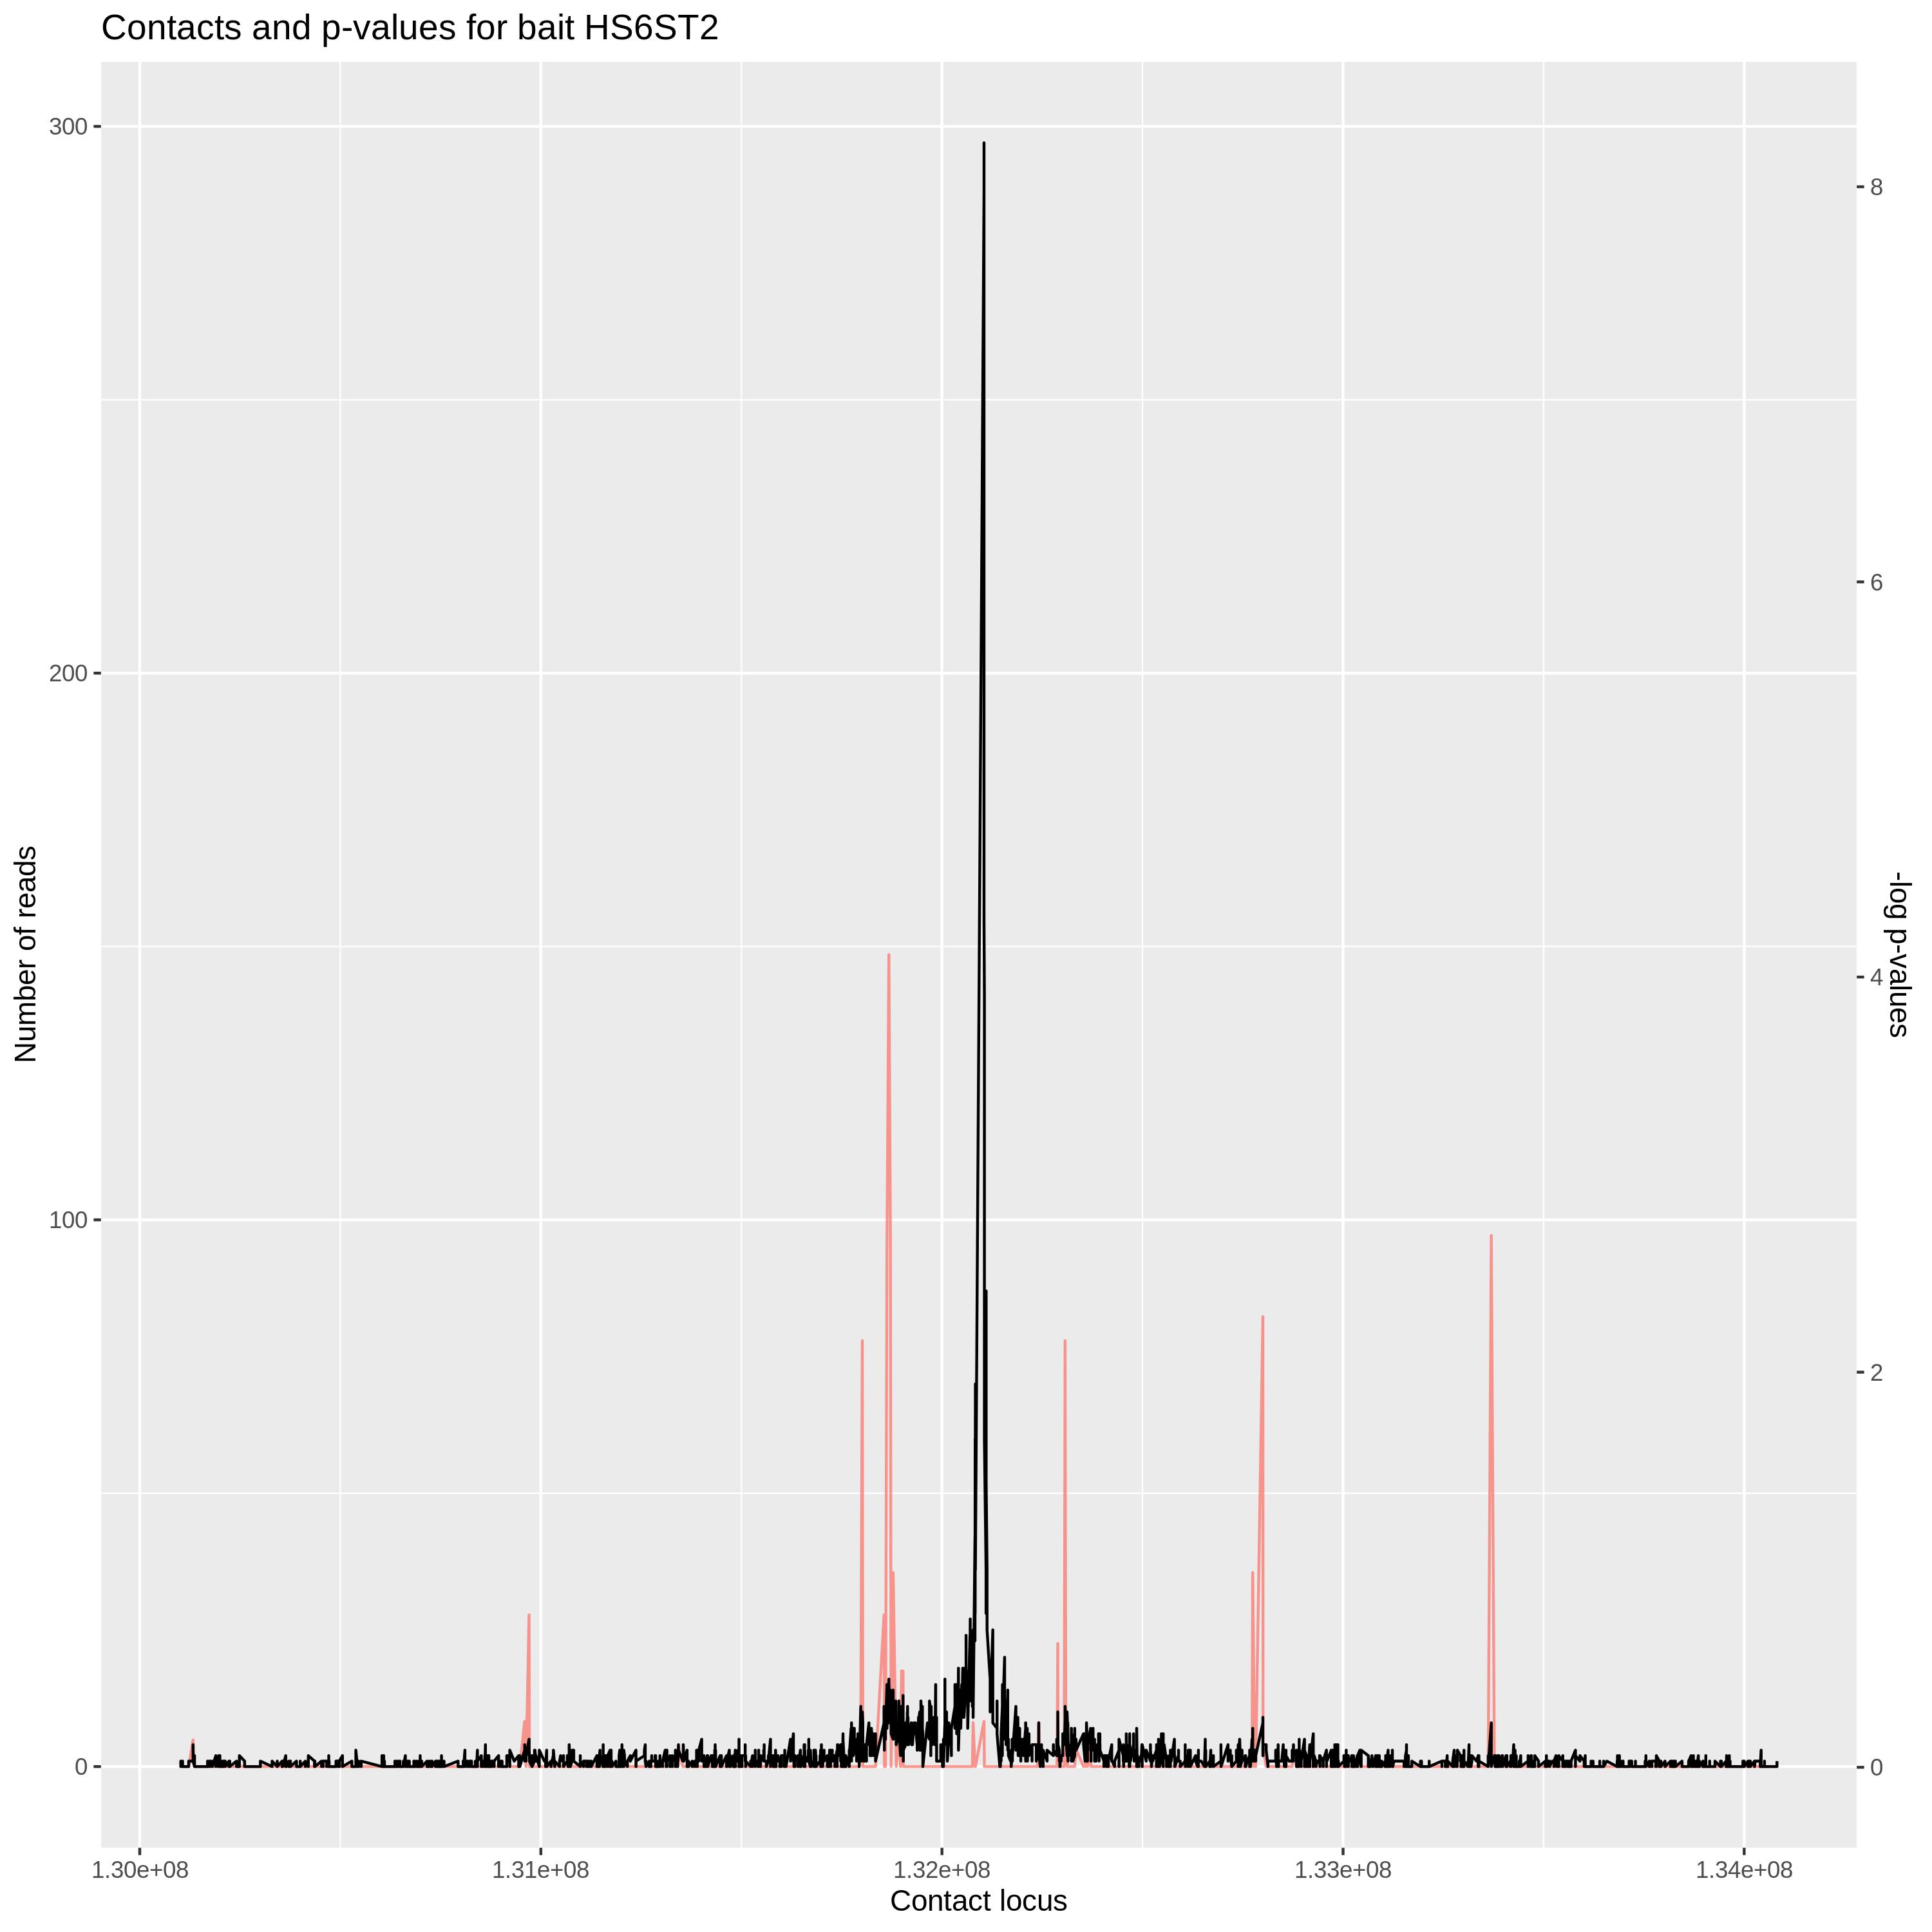 Contacts and p-values for bait HS6ST2
300
200
100
0
Number of reads
8
6
4
2
0
-log p-values
1.30e+08 1.31e+08 1.32e+08 1.33e+08 1.34e+08
Contact locus